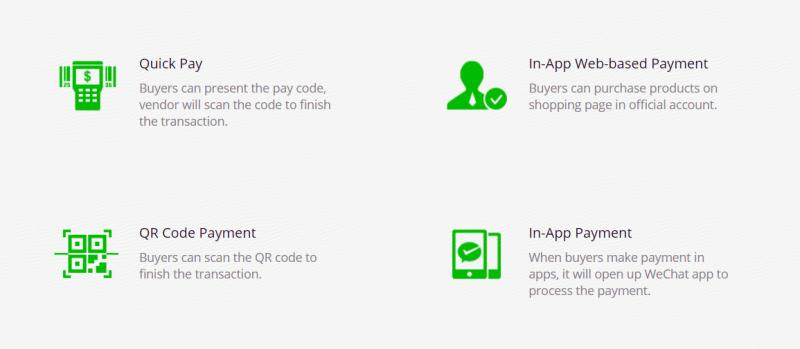 Quick Pay
Buyers can present the pay code,
vendor will scan the code to finish
the transaction.
In-App Web-based Payment
Buyers can purchase products on
shopping page in official account.
QR Code Payment
Buyers can scan the QR code to
finish the transaction.
In-App Payment
When buyers make payment in
apps, it will open up WeChat app to
process the payment.